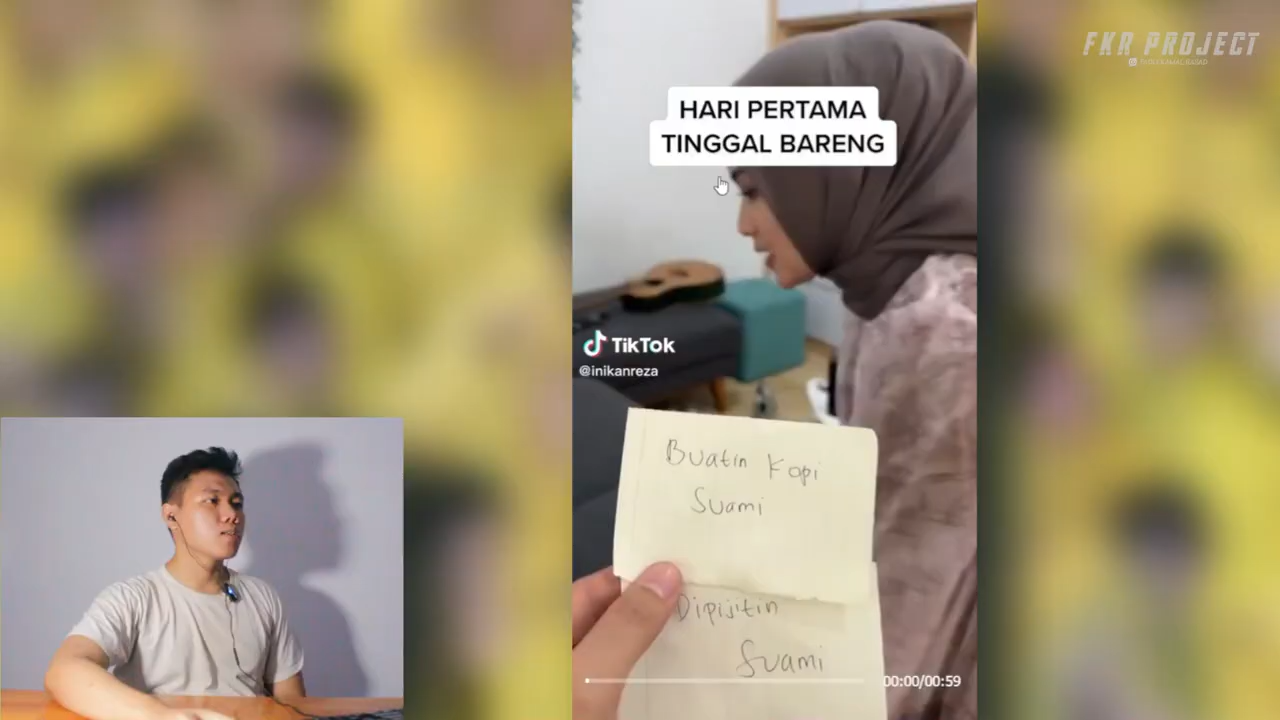 FKR PROJECT
HARI PERTAMA
TINGGAL BARENG
TikTok
@inikanreza
Buatin Kopi
Suami
Dipijitin
Suami
00:00/00:59